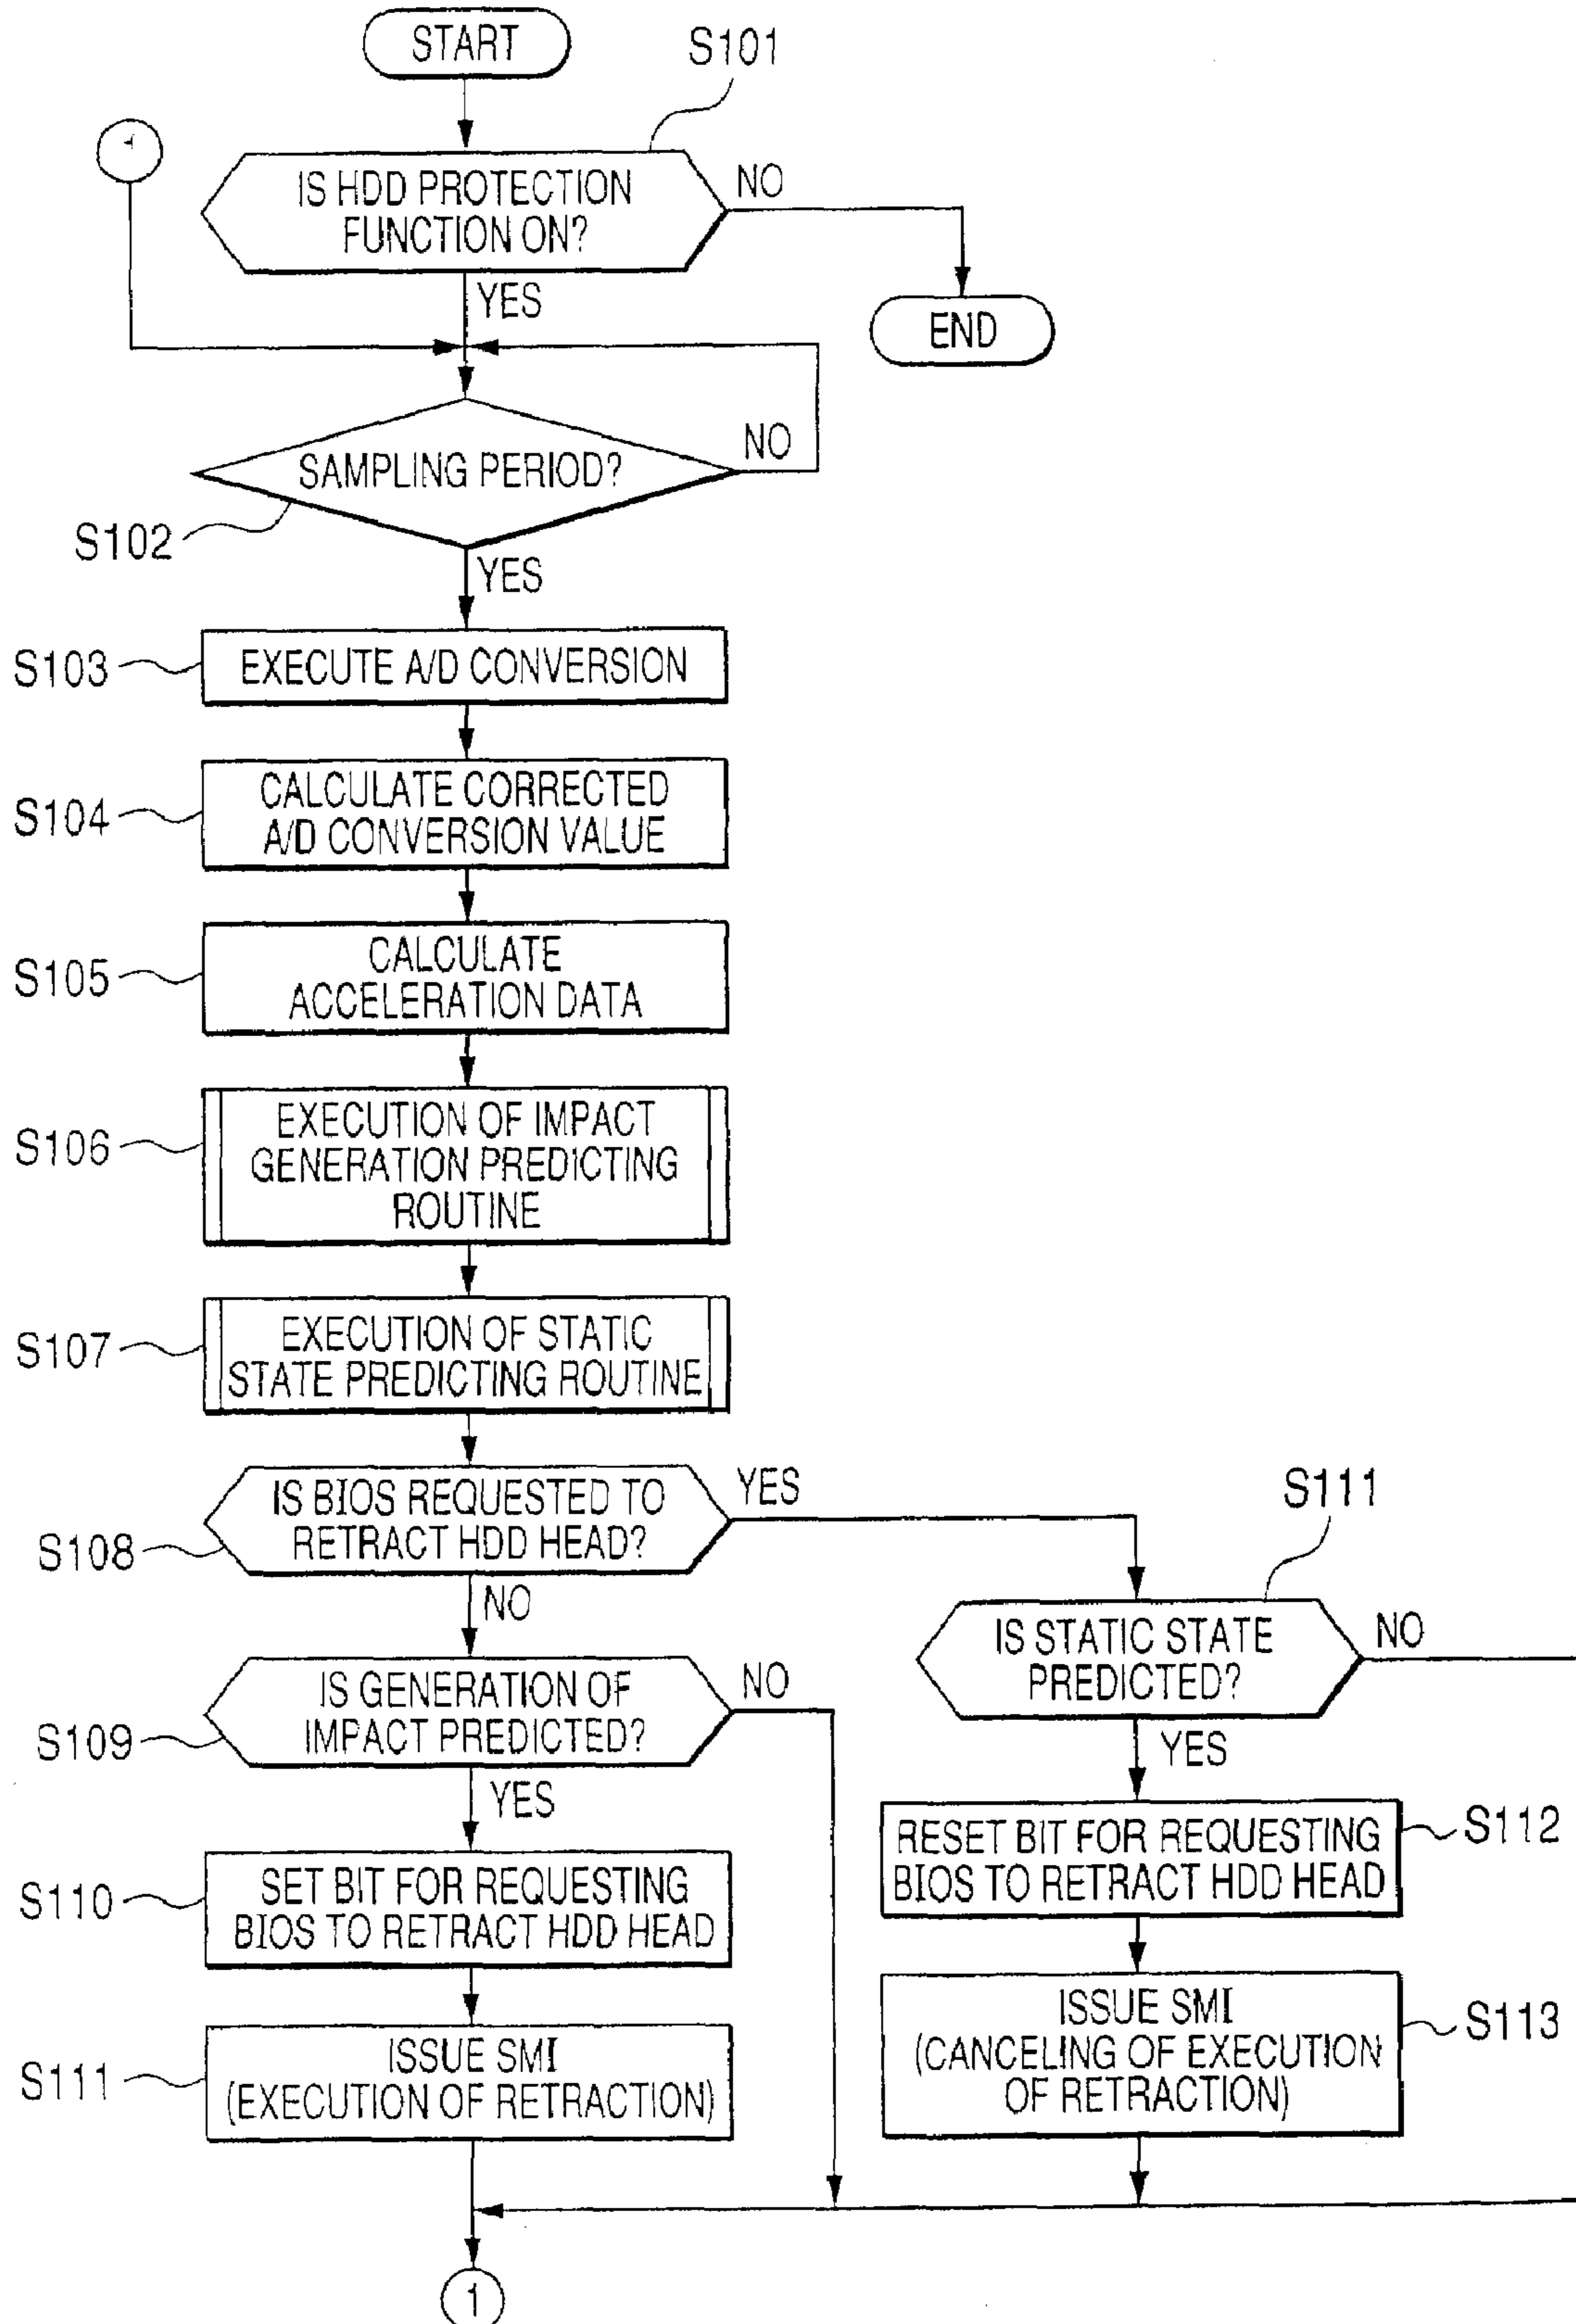 START
S101
1
IS HDD PROTECTION
FUNCTION ON?
NO
YES
END
SAMPLING PERIOD?
NO
S102
YES
S103
EXECUTE A/D CONVERSION
S104
CALCULATE CORRECTED
A/D CONVERSION VALUE
S105
CALCULATE
ACCELERATION DATA
S106
EXECUTION OF IMPACT
GENERATION PREDICTING
ROUTINE
S107
EXECUTION OF STATIC
STATE PREDICTING ROUTINE
S108
IS BIOS REQUESTED TO
RETRACT HDD HEAD?
YES
NO
S111
IS STATIC STATE
PREDICTED?
NO
YES
S109
IS GENERATION OF
IMPACT PREDICTED?
NO
YES
S112
RESET BIT FOR REQUESTING
BIOS TO RETRACT HDD HEAD
S110
SET BIT FOR REQUESTING
BIOS TO RETRACT HDD HEAD
S113
ISSUE SMI
(CANCELING OF EXECUTION
OF RETRACTION)
S111
ISSUE SMI
(EXECUTION OF RETRACTION)
1